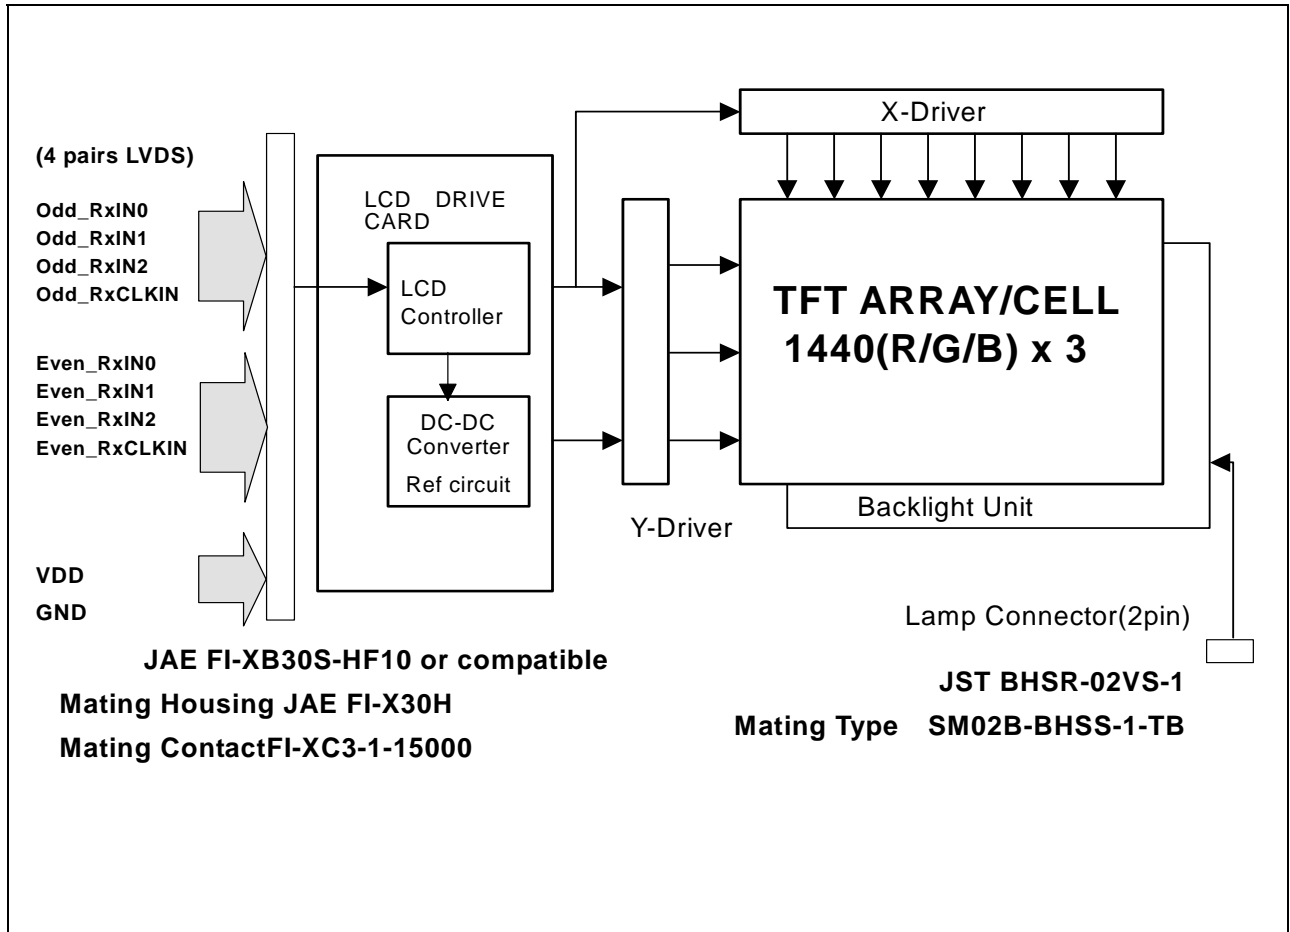 X-Driver
(4 pairs LVDS)
Odd_RxIN0
Odd_RxIN1
Odd_RxIN2
Odd_RxCLKIN
Even_RxIN0
Even_RxIN1
Even_RxIN2
Even_RxCLKIN
VDD
GND
LCD DRIVE
CARD
LCD
Controller
DC-DC
Converter
Ref circuit
Y-Driver
TFT ARRAY/CELL
1440(R/G/B) x 3
Backlight Unit
Lamp Connector(2pin)
JAE FI-XB30S-HF10 or compatible
Mating Housing JAE FI-X30H
Mating ContactFI-XC3-1-15000
JST BHSR-02VS-1
Mating Type SM02B-BHSS-1-TB